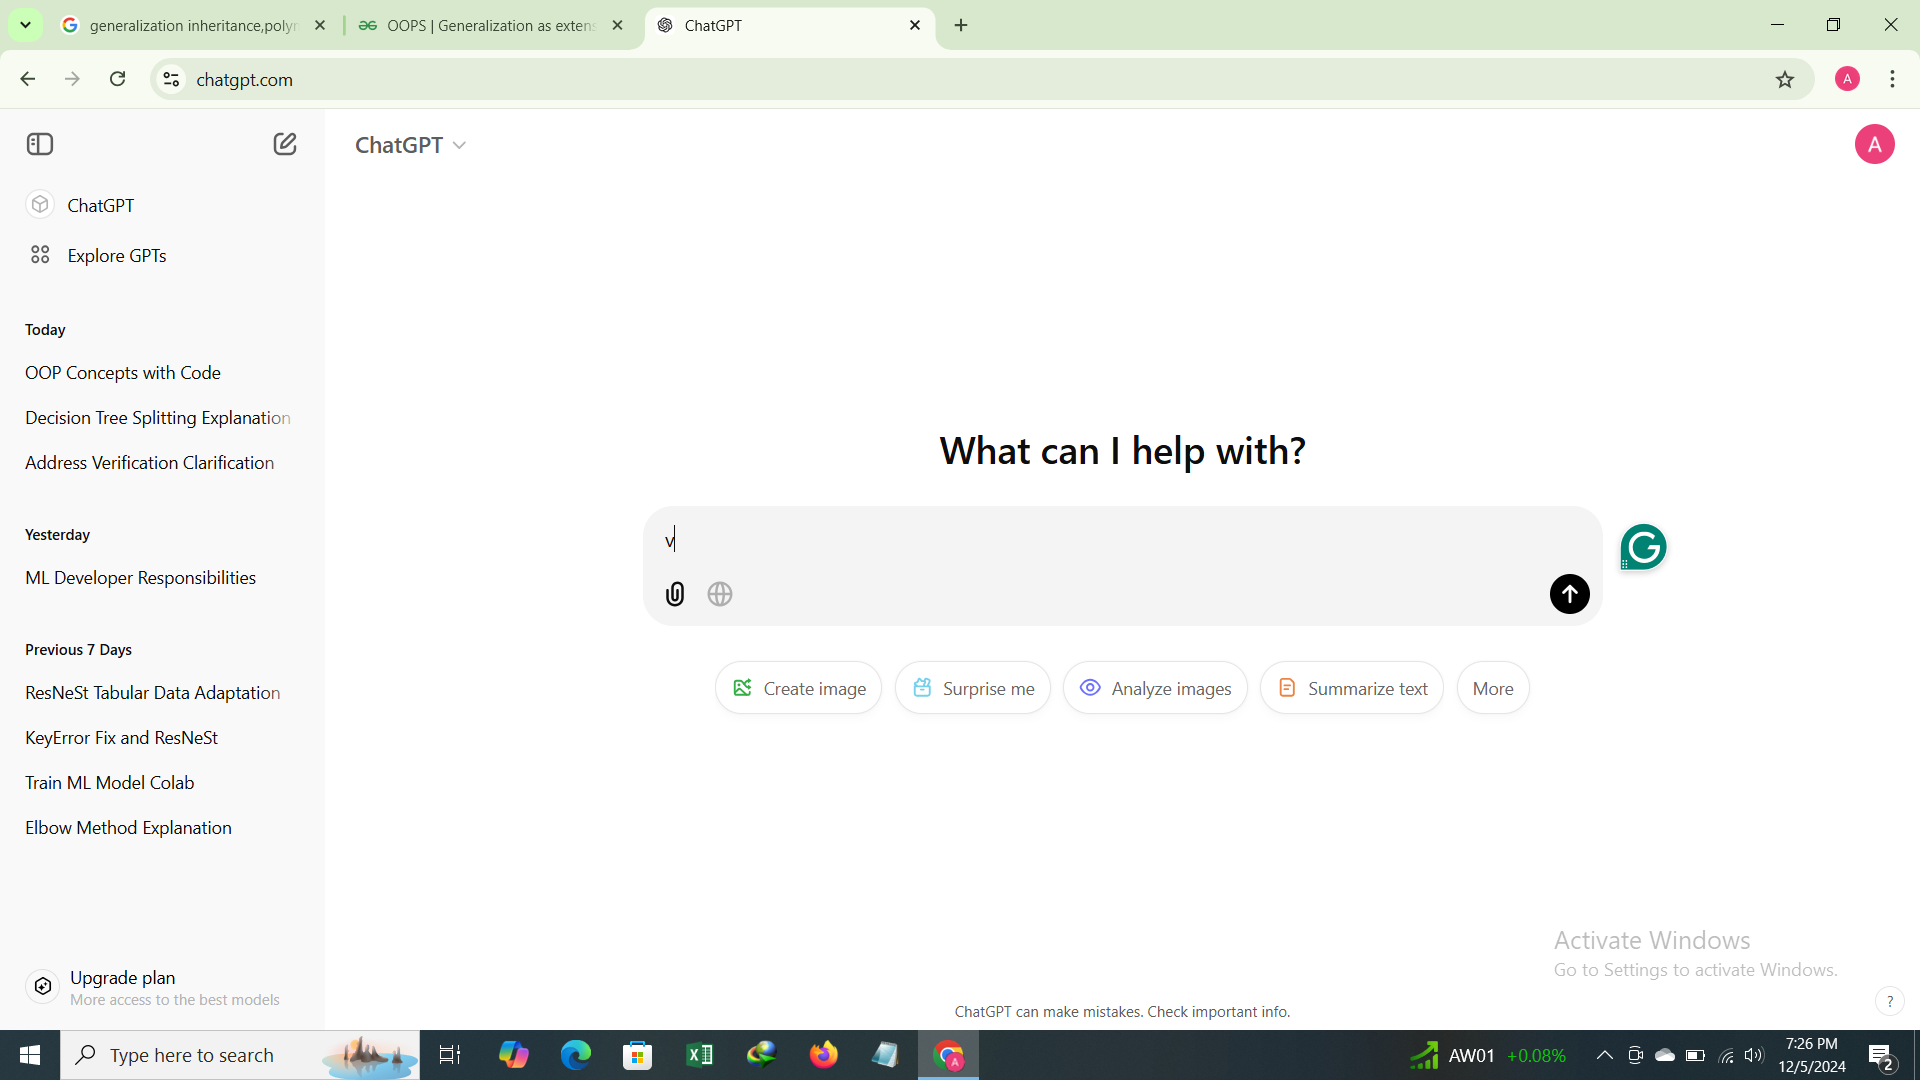 generalization inheritance,polyn
OOPS | Generalization as extens
ChatGPT
chatgpt.com
A
ChatGPT
A
ChatGPT
Explore GPTs
Today
OOP Concepts with Code
Decision Tree Splitting Explanation
Address Verification Clarification
Yesterday
ML Developer Responsibilities
Previous 7 Days
ResNeSt Tabular Data Adaptation
KeyError Fix and ResNeSt
Train ML Model Colab
Elbow Method Explanation
Upgrade plan
More access to the best models
What can I help with?
v
Create image
Surprise me
Analyze images
Summarize text
More
Activate Windows
Go to Settings to activate Windows.
ChatGPT can make mistakes. Check important info.
?
Type here to search
AW01 +0.08%
7:26 PM
12/5/2024
2